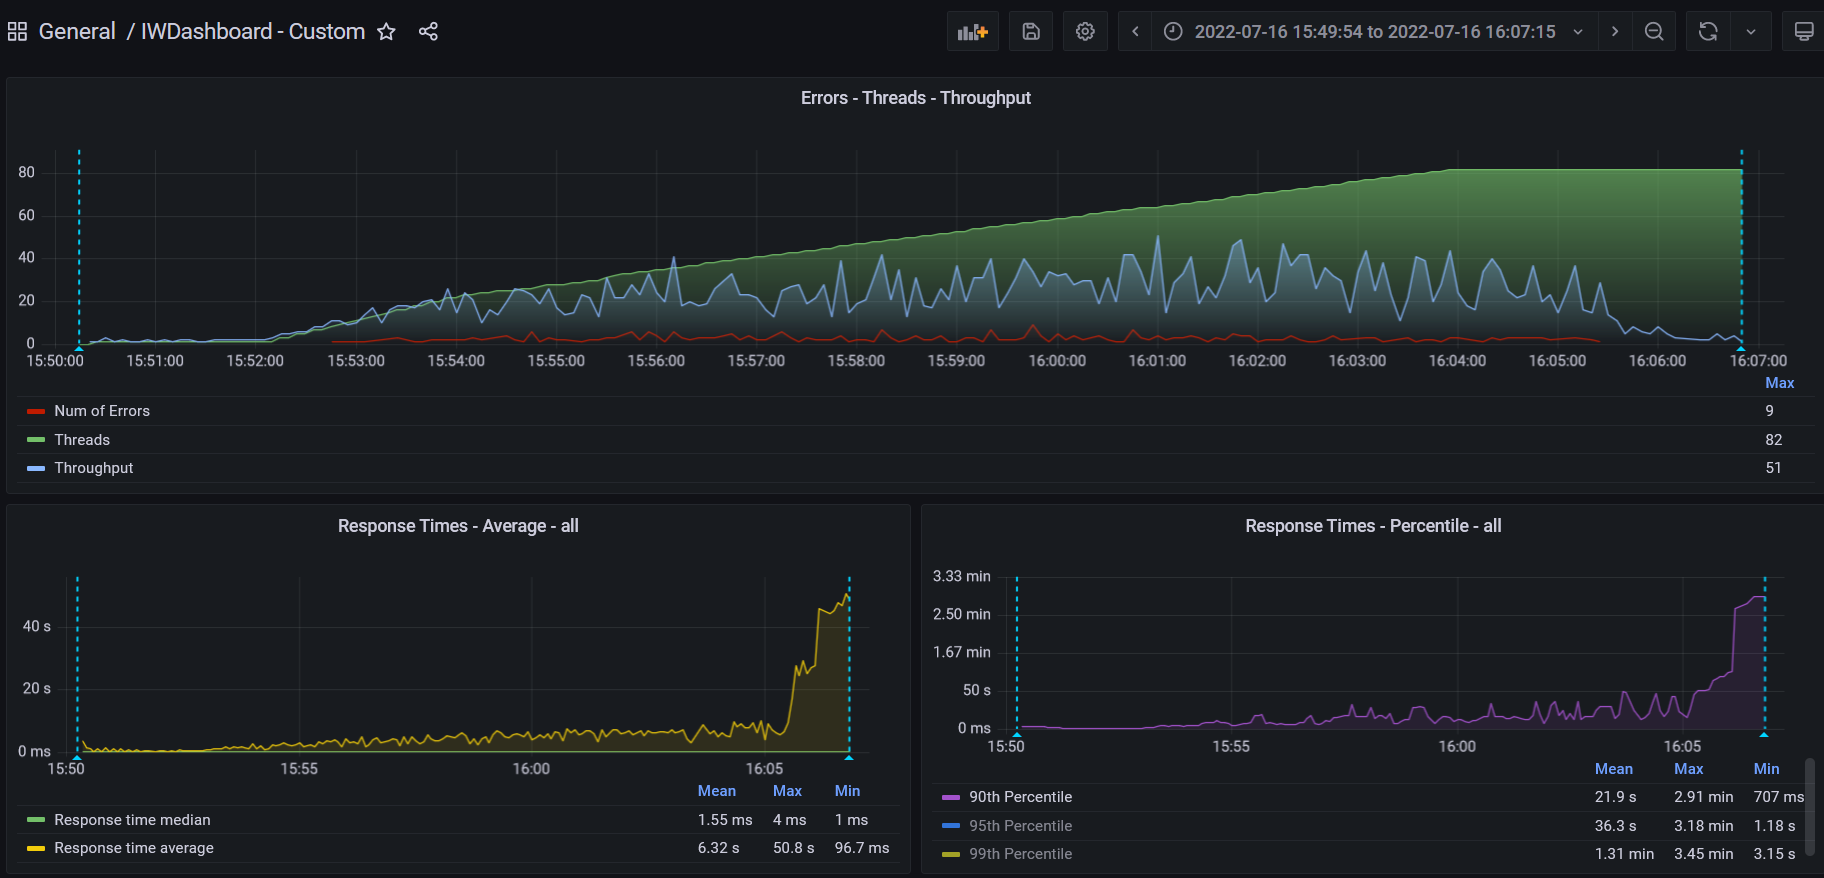 General / IWDashboard - Custom
2022-07-16 15:49:54 to 2022-07-16 16:07:15
Errors - Threads - Throughput
80
60
40
20
0
15:50:00 15:51:00 15:52:00 15:53:00 15:54:00 15:55:00 15:56:00 15:57:00 15:58:00 15:59:00 16:00:00 16:01:00 16:02:00 16:03:00 16:04:00 16:05:00 16:06:00 16:07:00
Max
Num of Errors 9
Threads 82
Throughput 51
Response Times - Average - all
40 s
20 s
0 ms
15:50 15:55 16:00 16:05
Mean Max Min
Response time median 1.55 ms 4 ms 1 ms
Response time average 6.32 s 50.8 s 96.7 ms
Response Times - Percentile - all
3.33 min
2.50 min
1.67 min
50 s
0 ms
15:50 15:55 16:00 16:05
Mean Max Min
90th Percentile 21.9 s 2.91 min 707 ms
95th Percentile 36.3 s 3.18 min 1.18 s
99th Percentile 1.31 min 3.45 min 3.15 s